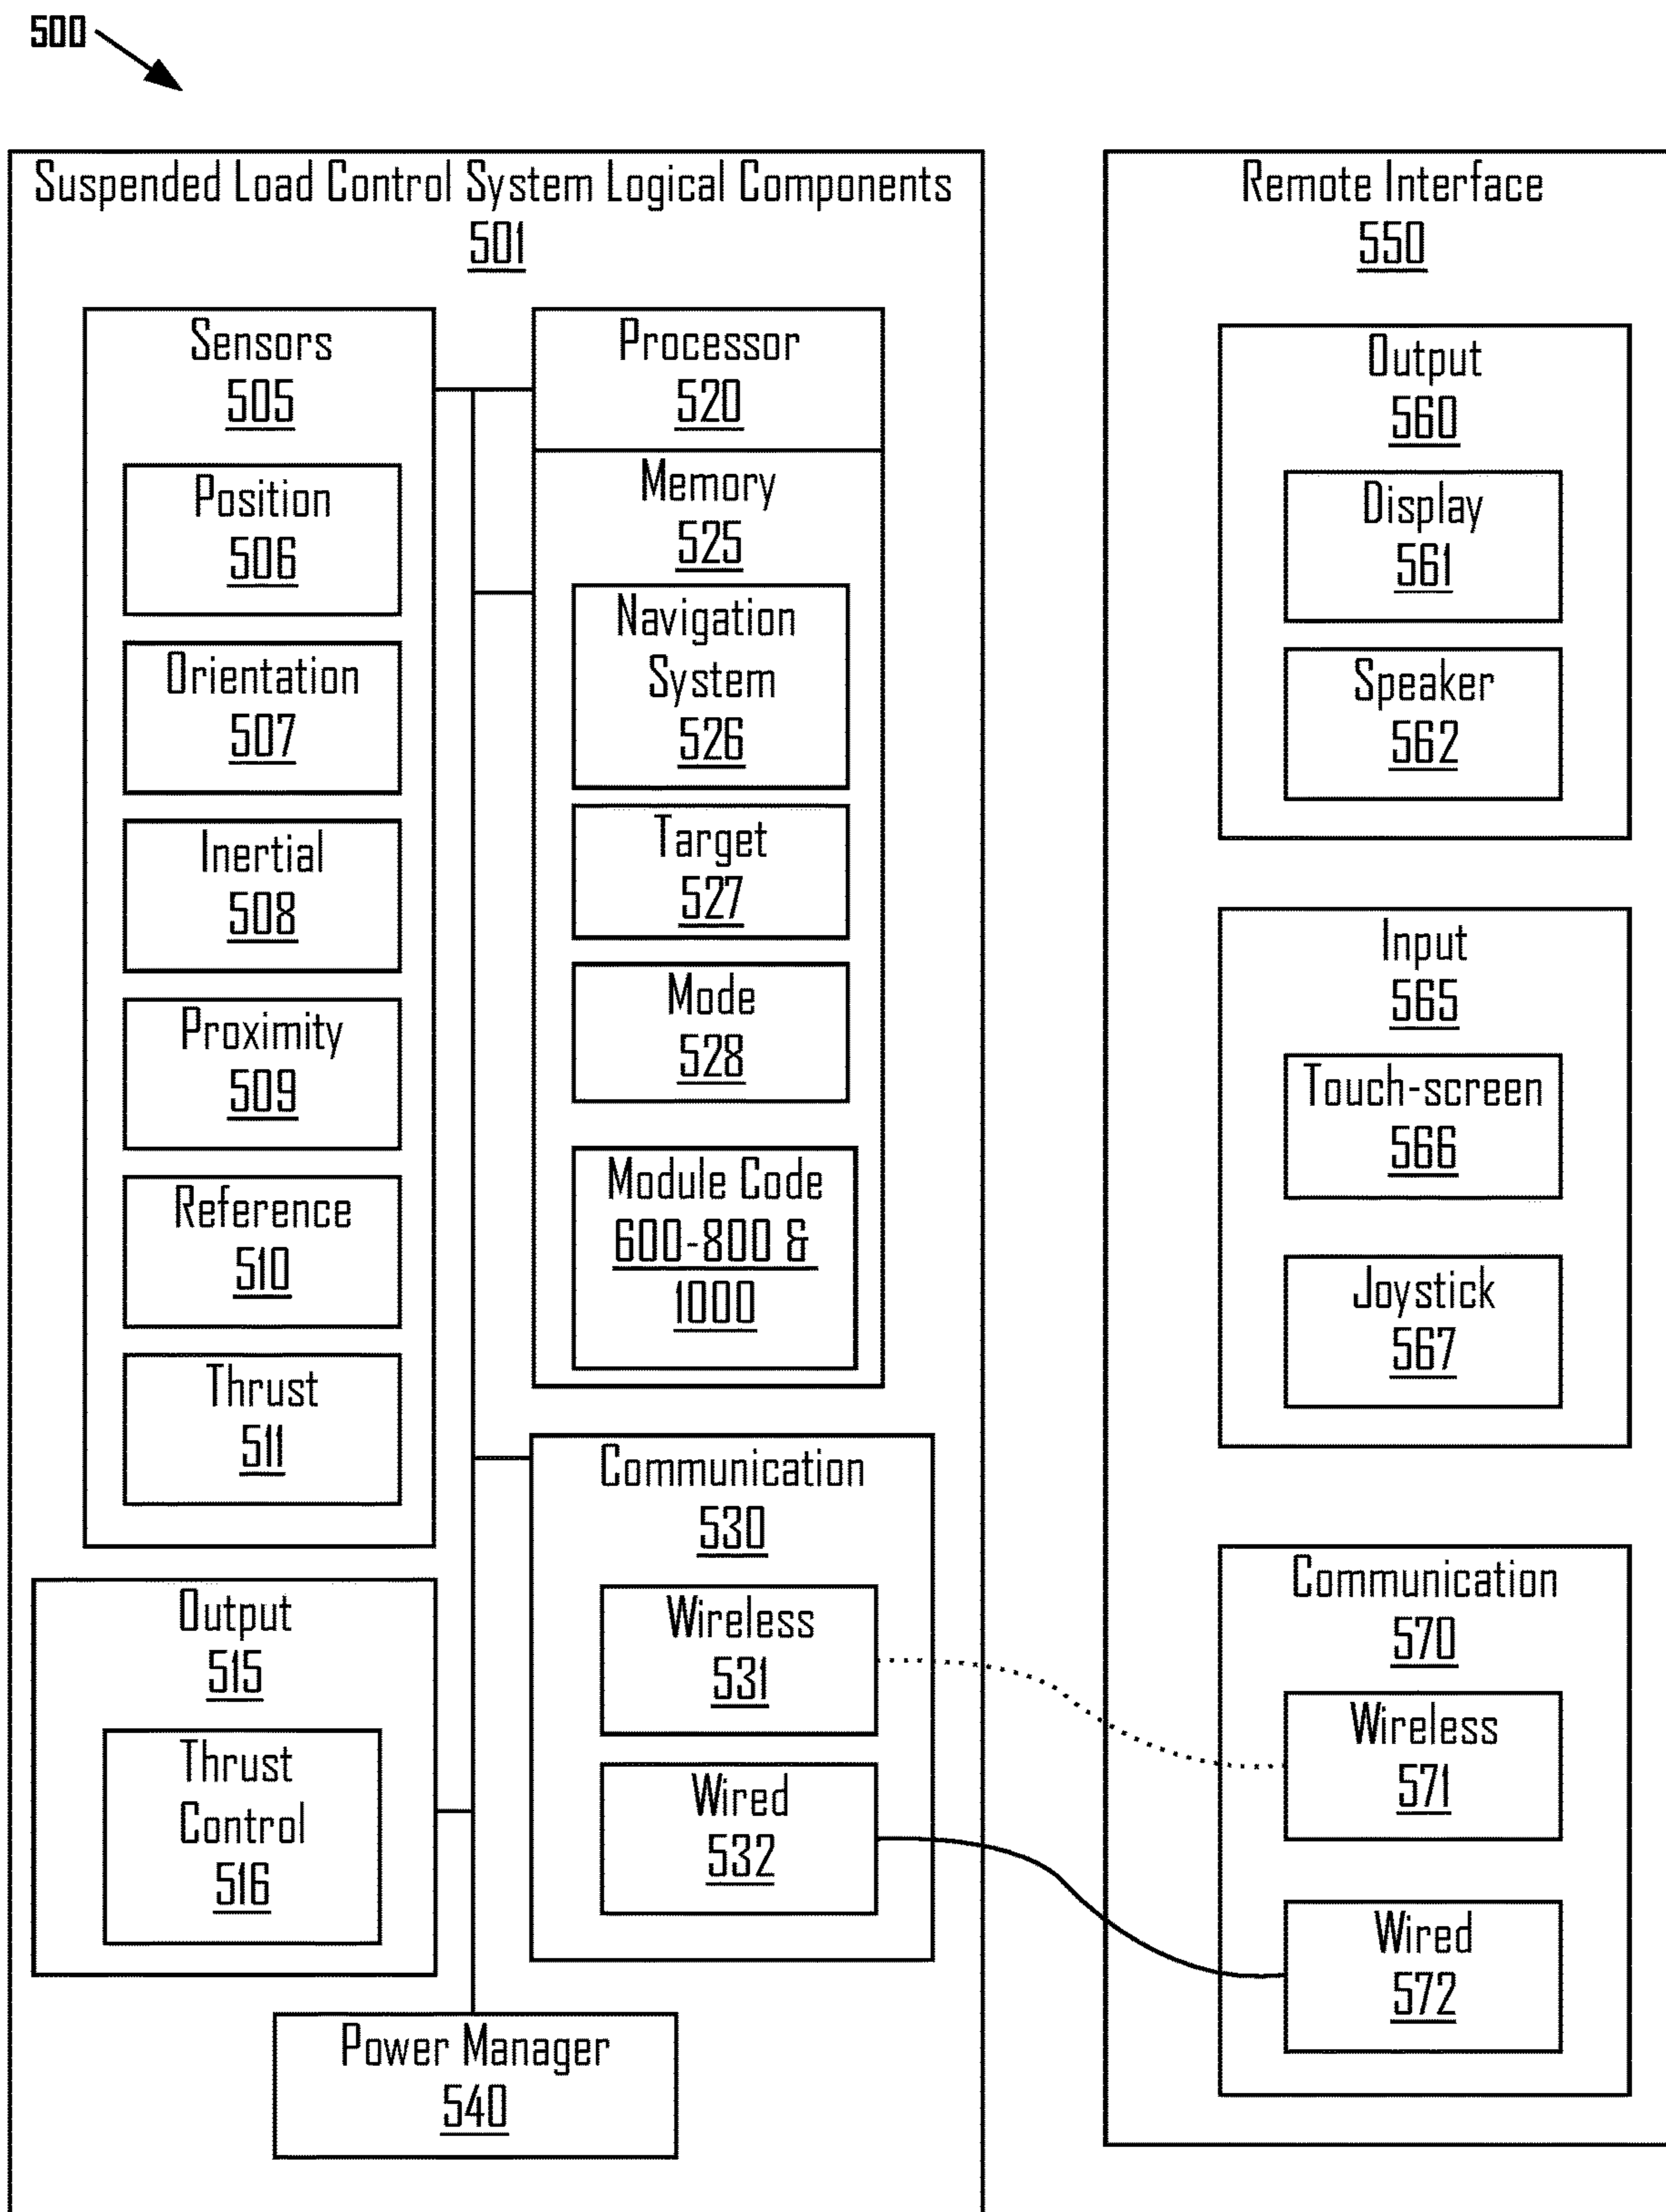 500
Suspended Load Control System Logical Components
501
Sensors
505
Position
506
Orientation
507
Inertial
508
Proximity
509
Reference
510
Thrust
511
Output
515
Thrust
Control
516
Processor
520
Memory
525
Navigation
System
526
Target
527
Mode
528
Module Code
600-800 &
1000
Communication
530
Wireless
531
Wired
532
Power Manager
540
Remote Interface
550
Output
560
Display
561
Speaker
562
Input
565
Touch-screen
566
Joystick
567
Communication
570
Wireless
571
Wired
572